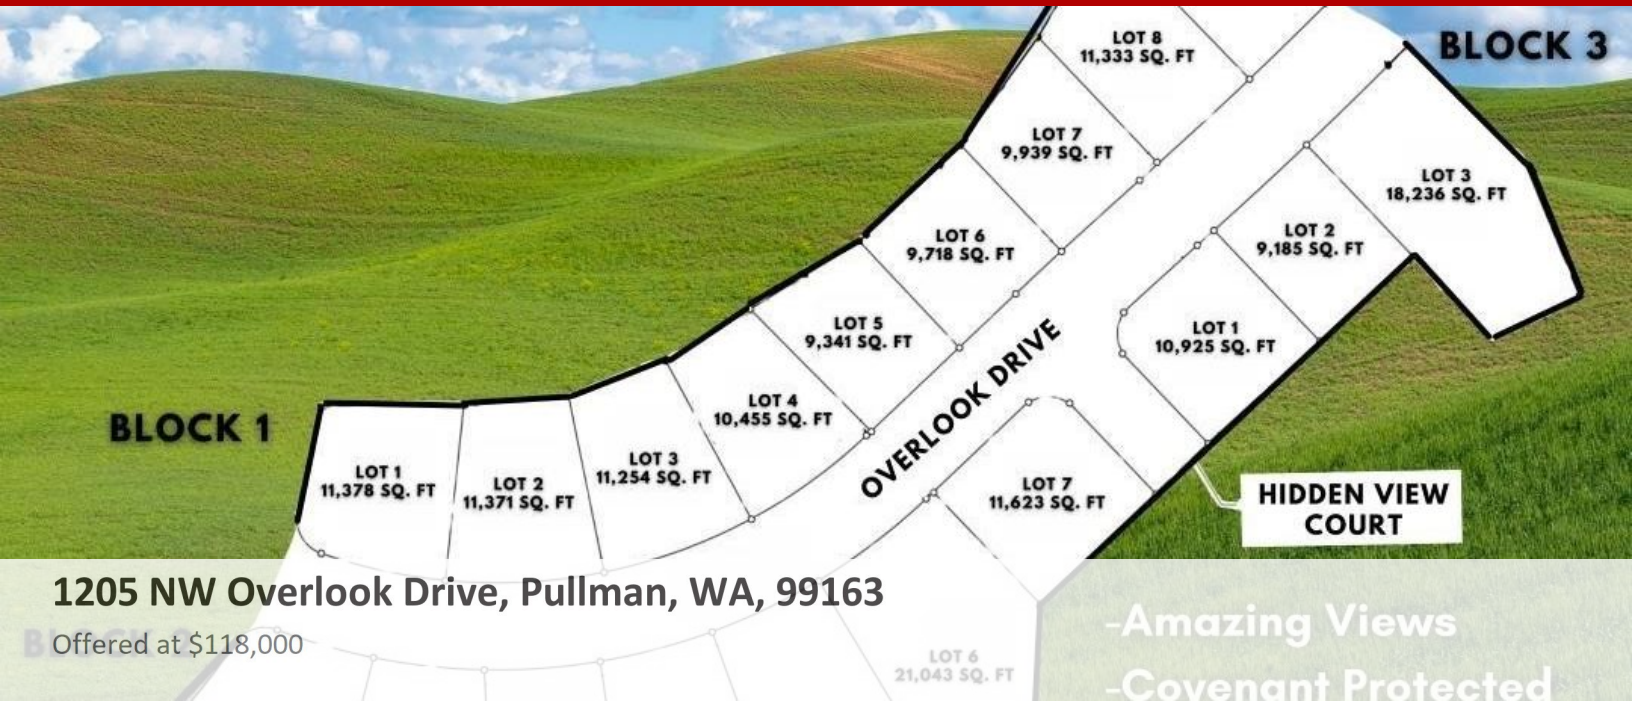 LOT 8
11,333 SQ. FT
BLOCK 3
LOT 7
9,939 SQ. FT
LOT 3
18,236 SQ. FT
LOT 6
9,718 SQ. FT
LOT 2
9,185 SQ. FT
LOT 5
9,341 SQ. FT
LOT 1
10,925 SQ. FT
OVERLOOK DRIVE
LOT 4
10,455 SQ. FT
BLOCK 1
LOT 3
11,254 SQ. FT
LOT 1
11,378 SQ. FT
LOT 2
11,371 SQ. FT
LOT 7
11,623 SQ. FT
HIDDEN VIEW
COURT
1205 NW Overlook Drive, Pullman, WA, 99163
BLOCK 2
Offered at $118,000
LOT 6
21,043 SQ. FT
-Amazing Views
-Covenant Protected